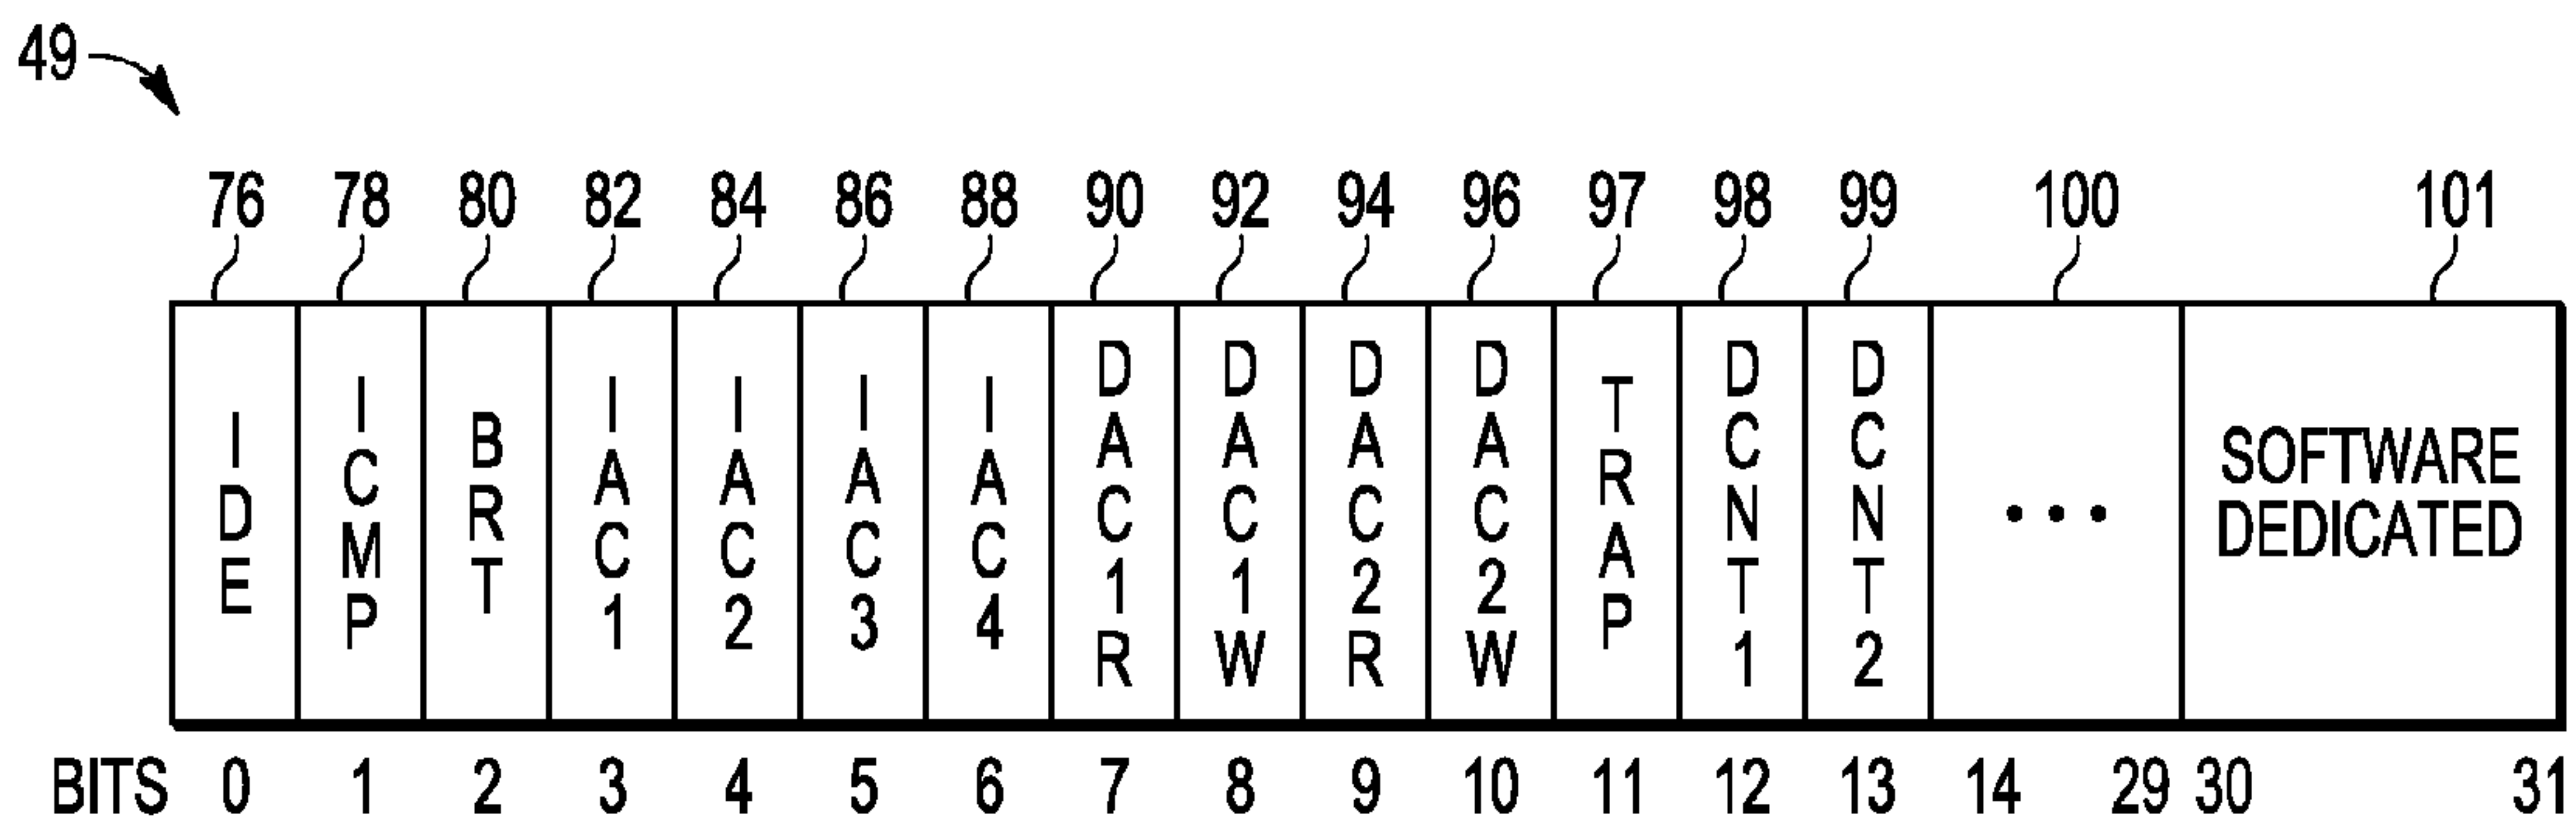 49
76 78 80 82 84 86 88 90 92 94 96 97 98 99 100 101
IDE ICMP BRT IAC1 IAC2 IAC3 IAC4 DAC1R DAC1W DAC2R DAC2W TRAP DCNT1 DCNT2 ••• SOFTWARE
DEDICATED
BITS 0 1 2 3 4 5 6 7 8 9 10 11 12 13 14 29 30 31